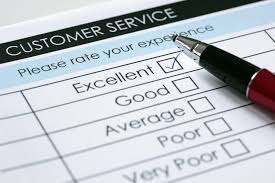 CUSTOMER SERVICE
Please rate your experience
Excellent
Good
Average
Poor
Very Poor